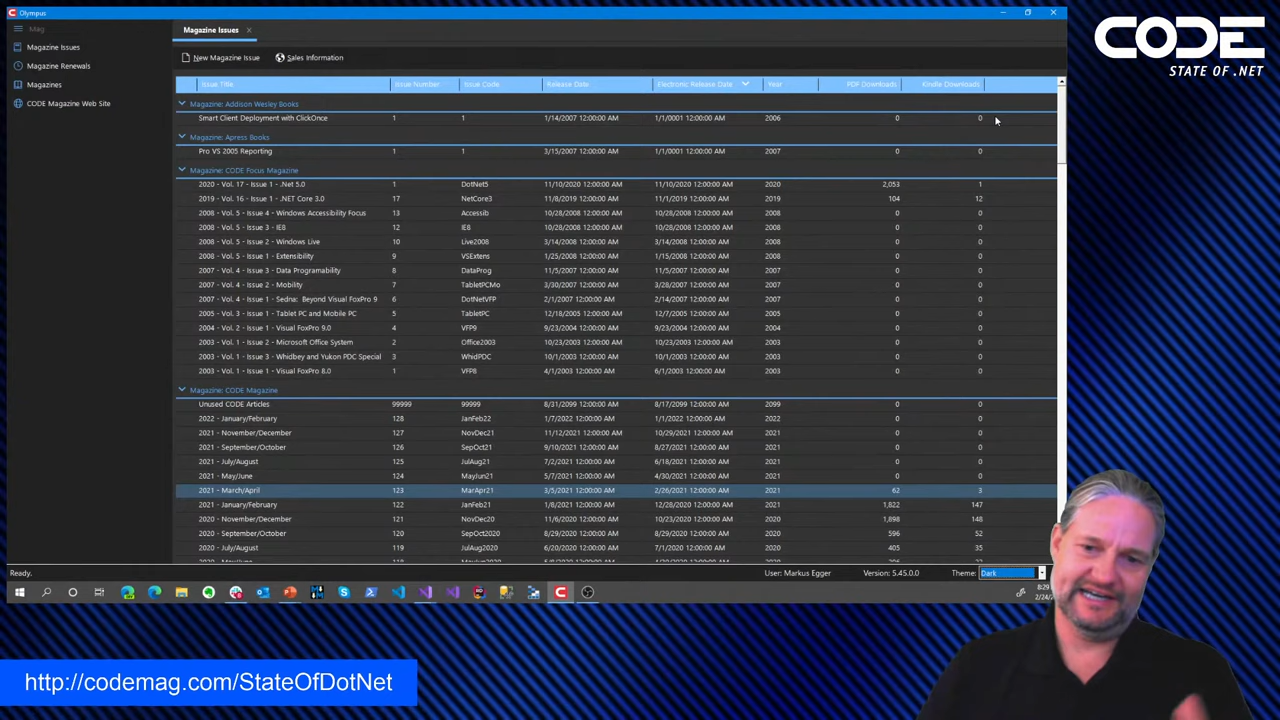 Olympus
CODE
STATE OF .NET
Mag
Magazine Issues
Magazine Issues
Magazine Renewals
Magazines
CODE Magazine Web Site
New Magazine Issue Sales Information
Issue Title Issue Number Issue Code Release Date Electronic Release Date Year PDF Downloads Kindle Downloads
Magazine: Addison Wesley Books
Smart Client Deployment with ClickOnce 1 1 1/14/2007 12:00:00 AM 1/1/0001 12:00:00 AM 2006 0 0
Magazine: Apress Books
Pro VS 2005 Reporting 1 1 3/15/2007 12:00:00 AM 1/1/0001 12:00:00 AM 2007 0 0
Magazine: CODE Focus Magazine
2020 - Vol. 17 - Issue 1 - .Net 5.0 1 DotNet5 11/10/2020 12:00:00 AM 11/10/2020 12:00:00 AM 2020 2,053 1
2019 - Vol. 16 - Issue 1 - .NET Core 3.0 17 NetCore3 11/8/2019 12:00:00 AM 11/1/2019 12:00:00 AM 2019 104 12
2008 - Vol. 5 - Issue 4 - Windows Accessibility Focus 13 Accessib 10/28/2008 12:00:00 AM 10/28/2008 12:00:00 AM 2008 0 0
2008 - Vol. 5 - Issue 3 - IE8 12 IE8 10/28/2008 12:00:00 AM 10/28/2008 12:00:00 AM 2008 0 0
2008 - Vol. 5 - Issue 2 - Windows Live 10 Live2008 3/14/2008 12:00:00 AM 3/14/2008 12:00:00 AM 2008 0 0
2008 - Vol. 5 - Issue 1 - Extensibility 9 VSExtens 1/25/2008 12:00:00 AM 1/15/2008 12:00:00 AM 2008 0 0
2007 - Vol. 4 - Issue 3 - Data Programability 8 DataProg 11/5/2007 12:00:00 AM 11/5/2007 12:00:00 AM 2007 0 0
2007 - Vol. 4 - Issue 2 - Mobility 7 TabletPCMo 3/30/2007 12:00:00 AM 3/28/2007 12:00:00 AM 2007 0 0
2007 - Vol. 4 - Issue 1 - Sedna: Beyond Visual FoxPro 9 6 DotNetVFP 2/1/2007 12:00:00 AM 2/14/2007 12:00:00 AM 2007 0 0
2005 - Vol. 3 - Issue 1 - Tablet PC and Mobile PC 5 TabletPC 12/18/2005 12:00:00 AM 12/7/2005 12:00:00 AM 2005 0 0
2004 - Vol. 2 - Issue 1 - Visual FoxPro 9.0 4 VFP9 9/23/2004 12:00:00 AM 9/23/2004 12:00:00 AM 2004 0 0
2003 - Vol. 1 - Issue 2 - Microsoft Office System 2 Office2003 10/23/2003 12:00:00 AM 10/23/2003 12:00:00 AM 2003 0 0
2003 - Vol. 1 - Issue 3 - Whidbey and Yukon PDC Special 3 WhidPDC 10/1/2003 12:00:00 AM 10/1/2003 12:00:00 AM 2003 0 0
2003 - Vol. 1 - Issue 1 - Visual FoxPro 8.0 1 VFP8 4/1/2003 12:00:00 AM 6/1/2003 12:00:00 AM 2003 0 0
Magazine: CODE Magazine
Unused CODE Articles 99999 99999 8/31/2099 12:00:00 AM 8/17/2099 12:00:00 AM 2099 0 0
2022 - January/February 128 JanFeb22 1/1/2022 12:00:00 AM 1/1/2022 12:00:00 AM 2022 0 0
2021 - November/December 127 NovDec21 11/12/2021 12:00:00 AM 10/29/2021 12:00:00 AM 2021 0 0
2021 - September/October 126 SepOct21 9/10/2021 12:00:00 AM 8/27/2021 12:00:00 AM 2021 0 0
2021 - July/August 125 JulAug21 7/2/2021 12:00:00 AM 6/18/2021 12:00:00 AM 2021 0 0
2021 - May/June 124 MayJun21 5/7/2021 12:00:00 AM 4/30/2021 12:00:00 AM 2021 0 0
2021 - March/April 123 MarApr21 3/5/2021 12:00:00 AM 2/26/2021 12:00:00 AM 2021 62 3
2021 - January/February 122 JanFeb21 1/8/2021 12:00:00 AM 12/28/2020 12:00:00 AM 2021 1,822 147
2020 - November/December 121 NovDec20 11/6/2020 12:00:00 AM 10/23/2020 12:00:00 AM 2020 1,898 148
2020 - September/October 120 SepOct2020 8/29/2020 12:00:00 AM 8/29/2020 12:00:00 AM 2020 596 52
2020 - July/August 119 JulAug2020 6/20/2020 12:00:00 AM 7/1/2020 12:00:00 AM 2020 405 35
Ready. User: Markus Egger Version: 5.45.0.0 Theme: Dark
8:29
2/24/2
http://codemag.com/StateOfDotNet